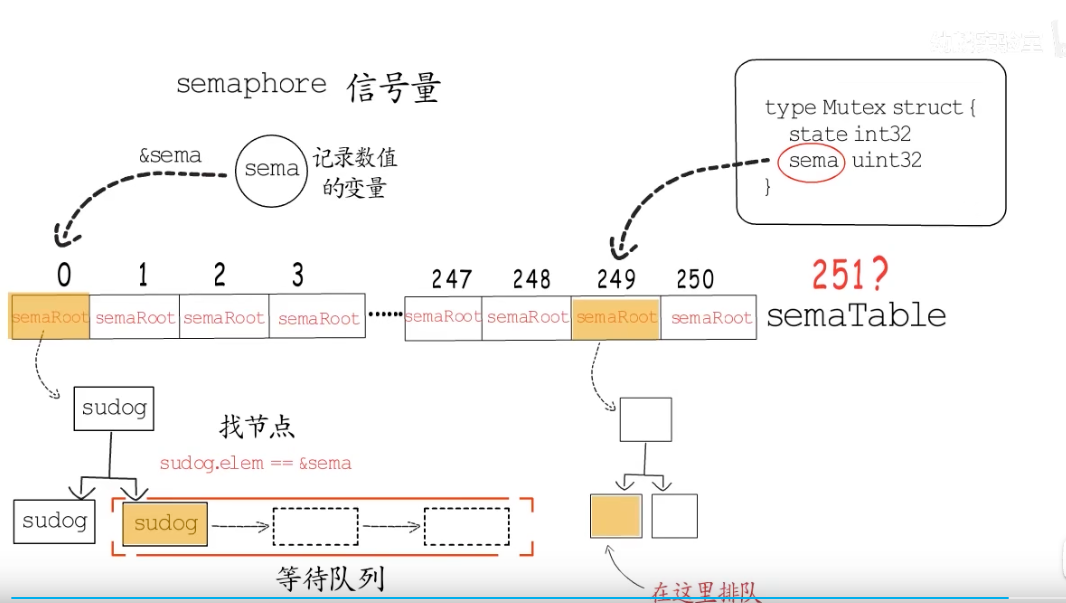 semaphore 信号量
type Mutex struct {
state int32
sema uint32
}
&sema
sema
记录数值
的变量
0 1 2 3 247 248 249 250 251?
semaRoot semaRoot semaRoot semaRoot ...... semaRoot semaRoot semaRoot semaRoot semaTable
sudog
找节点
sudog.elem == &sema
sudog sudog
等待队列
在这里排队